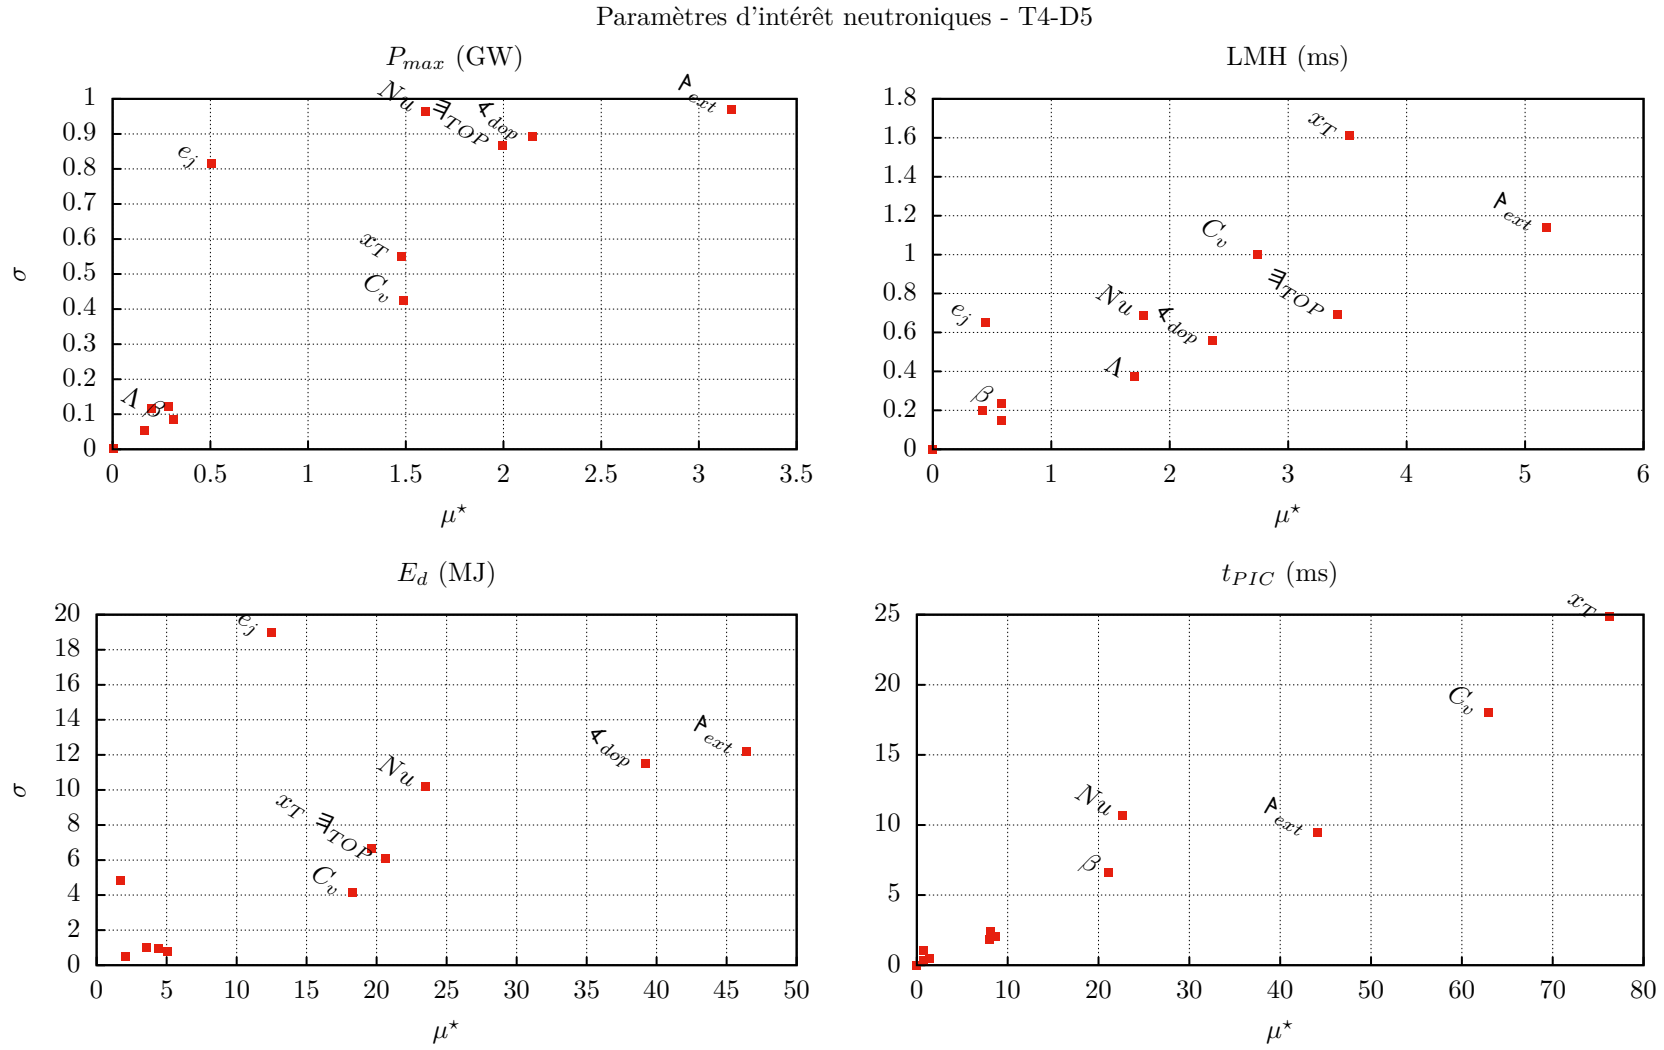 Paramètres d'intérêt neutroniques - T4-D5
P_max (GW)
σ
1
0.9
0.8
0.7
0.6
0.5
0.4
0.3
0.2
0.1
0
0 0.5 1 1.5 2 2.5 3 3.5
μ⋆
e_j
Nu
∃_TOP
∢_dop
ext
x_T
C_v
Λ
β
LMH (ms)
1.8
1.6
1.4
1.2
1
0.8
0.6
0.4
0.2
0
0 1 2 3 4 5 6
μ⋆
x_T
ext
C_v
TOP
Nu
dop
e_j
Λ
β
E_d (MJ)
σ
20
18
16
14
12
10
8
6
4
2
0
0 5 10 15 20 25 30 35 40 45 50
μ⋆
e_j
ext
dop
Nu
x_T
TOP
C_v
t_PIC (ms)
25
20
15
10
5
0
0 10 20 30 40 50 60 70 80
μ⋆
x_T
C_v
Nu
ext
β